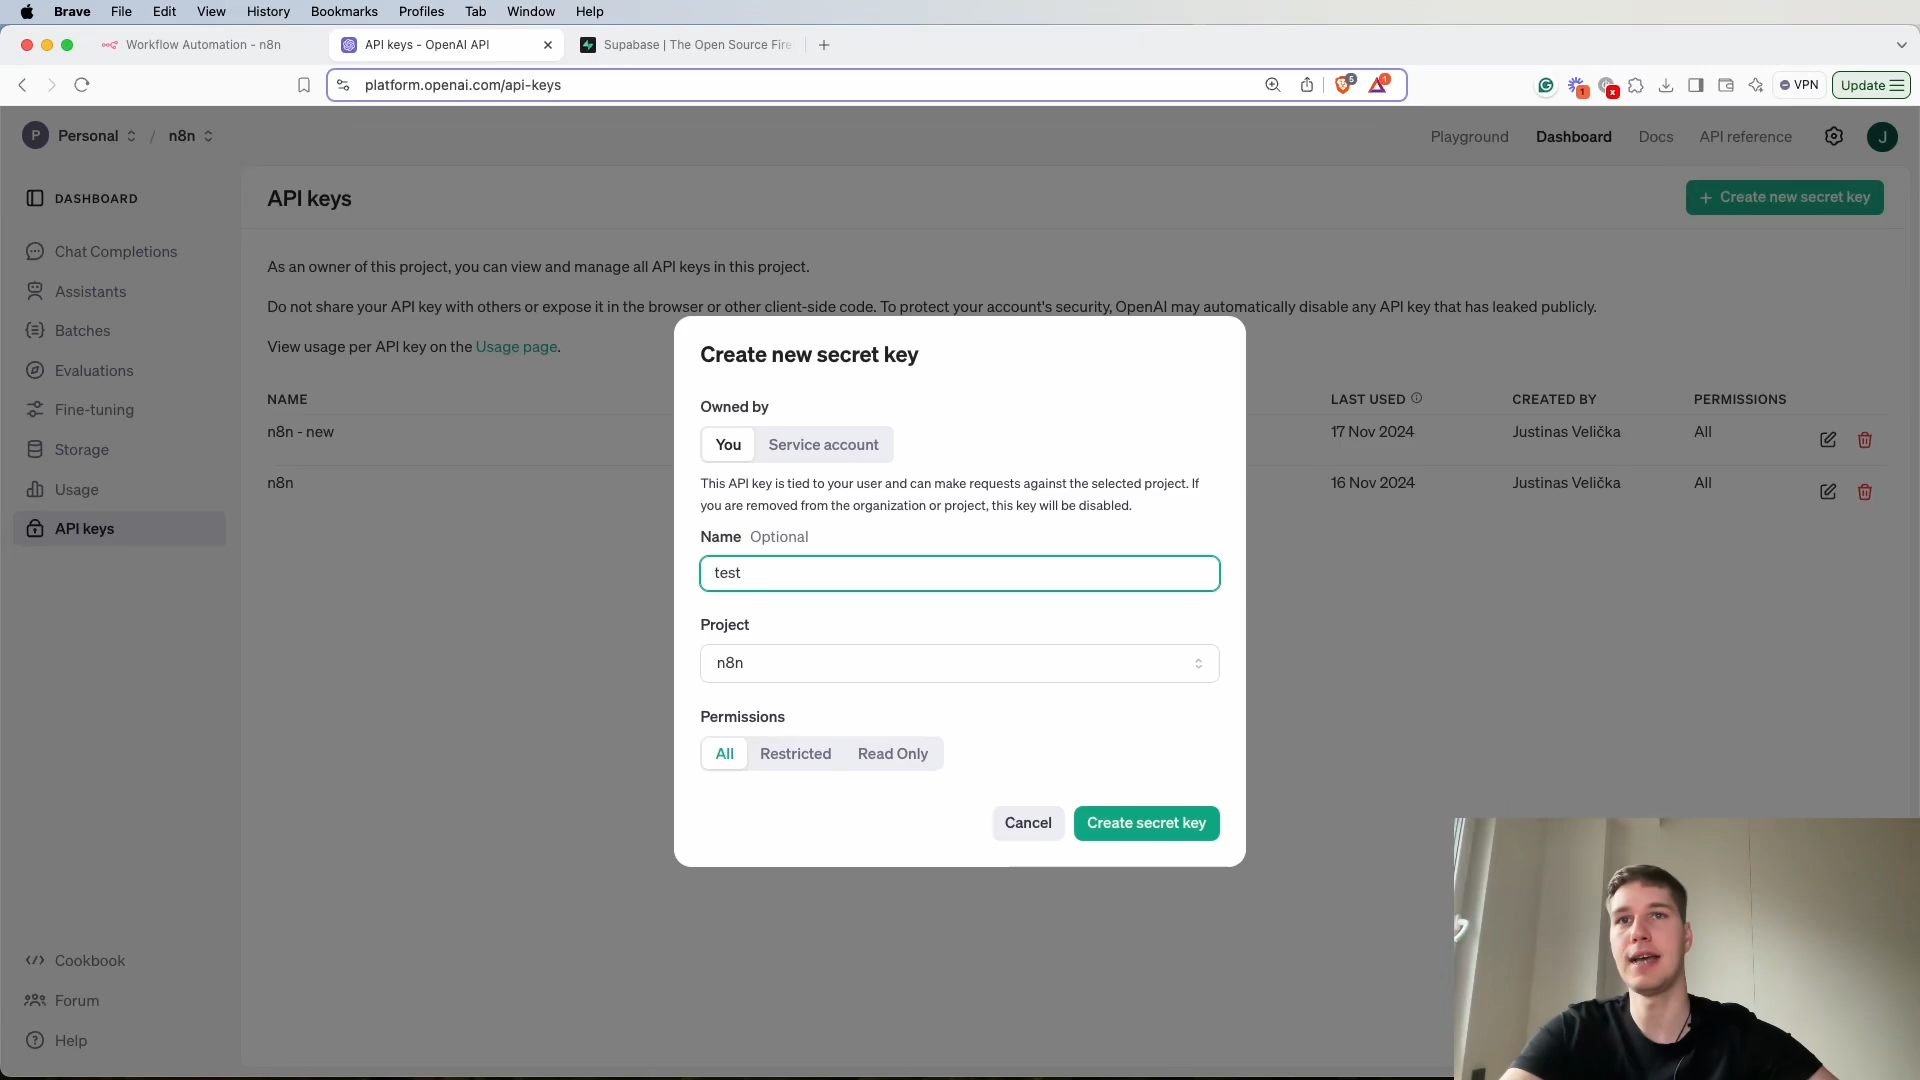 Brave File Edit View History Bookmarks Profiles Tab Window Help
Workflow Automation - n8n
API keys - OpenAI API
Supabase | The Open Source Fire
platform.openai.com/api-keys
5
1
1
x
VPN
Update
P Personal / n8n
Playground Dashboard Docs API reference J
DASHBOARD
Chat Completions
Assistants
Batches
Evaluations
Fine-tuning
Storage
Usage
API keys
Cookbook
Forum
Help
API keys
+ Create new secret key
As an owner of this project, you can view and manage all API keys in this project.
Do not share your API key with others or expose it in the browser or other client-side code. To protect your account's security, OpenAI may automatically disable any API key that has leaked publicly.
View usage per API key on the Usage page.
NAME LAST USED CREATED BY PERMISSIONS
n8n - new 17 Nov 2024 Justinas Velička All
n8n 16 Nov 2024 Justinas Velička All
Create new secret key
Owned by
You Service account
This API key is tied to your user and can make requests against the selected project. If
you are removed from the organization or project, this key will be disabled.
Name Optional
test
Project
n8n
Permissions
All Restricted Read Only
Cancel Create secret key